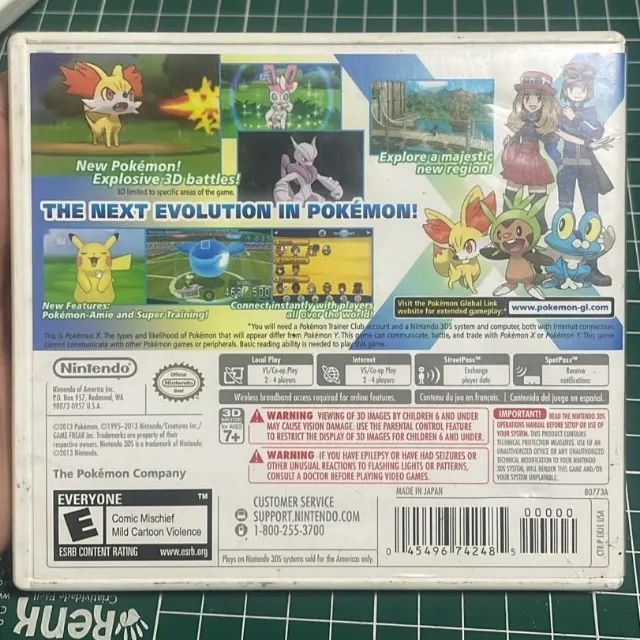 New Pokémon!
Explosive 3D battles!
3D limited to specific areas of the game.
Explore a majestic
new region!
THE NEXT EVOLUTION IN POKÉMON!
New Features:
Pokémon-Amie and Super Training!
SCORE
Connect instantly with players
all over the world!
Visit the Pokémon Global Link
website for extended gameplay:*
www.pokemon-gl.com
*You will need a Pokémon Trainer Club account and a Nintendo 3DS system and computer, both with Internet connection.
This is Pokémon X. The types and likelihood of Pokémon that will appear differ from Pokémon Y. This game can communicate, battle, and trade with Pokémon X or Pokémon Y. This game
cannot communicate with other Pokémon games or peripherals. Basic reading ability is needed to play this game.
Nintendo
Nintendo of America Inc.
P.O. Box 957, Redmond, WA
98073-0957 U.S.A.
Official
Nintendo
Seal
Local Play
VS/Co-op Play
2 - 4 players
Internet
VS/Co-op Play
2 - 4 players
StreetPass™
Exchange
player data
SpotPass™
Receive
notifications
Wireless broadband access required for online features.
Contenu du jeu en français.
Contenidos del juego en español.
©2013 Pokémon. ©1995–2013 Nintendo/Creatures Inc./
GAME FREAK inc. Trademarks are property of their
respective owners. Nintendo 3DS is a trademark of Nintendo.
©2013 Nintendo.
The Pokémon Company
3D
MODE
for AGES
7+
WARNING VIEWING OF 3D IMAGES BY CHILDREN 6 AND UNDER
MAY CAUSE VISION DAMAGE. USE THE PARENTAL CONTROL FEATURE
TO RESTRICT THE DISPLAY OF 3D IMAGES FOR CHILDREN 6 AND UNDER.
WARNING - IF YOU HAVE EPILEPSY OR HAVE HAD SEIZURES OR
OTHER UNUSUAL REACTIONS TO FLASHING LIGHTS OR PATTERNS,
CONSULT A DOCTOR BEFORE PLAYING VIDEO GAMES.
IMPORTANT! READ THE NINTENDO 3DS
OPERATIONS MANUAL BEFORE SETUP OR USE OF
YOUR SYSTEM. THIS PRODUCT CONTAINS
TECHNICAL PROTECTION MEASURES. USE OF AN
UNAUTHORIZED DEVICE OR ANY UNAUTHORIZED
TECHNICAL MODIFICATION TO YOUR NINTENDO
3DS SYSTEM, WILL RENDER THIS GAME AND/OR
YOUR SYSTEM UNPLAYABLE.
MADE IN JAPAN
80773A
EVERYONE
TM
E
Comic Mischief
Mild Cartoon Violence
ESRB CONTENT RATING
www.esrb.org
CUSTOMER SERVICE
SUPPORT.NINTENDO.COM
1-800-255-3700
Plays on Nintendo 3DS systems sold for the Americas only.
0 45496 74248 5
00000